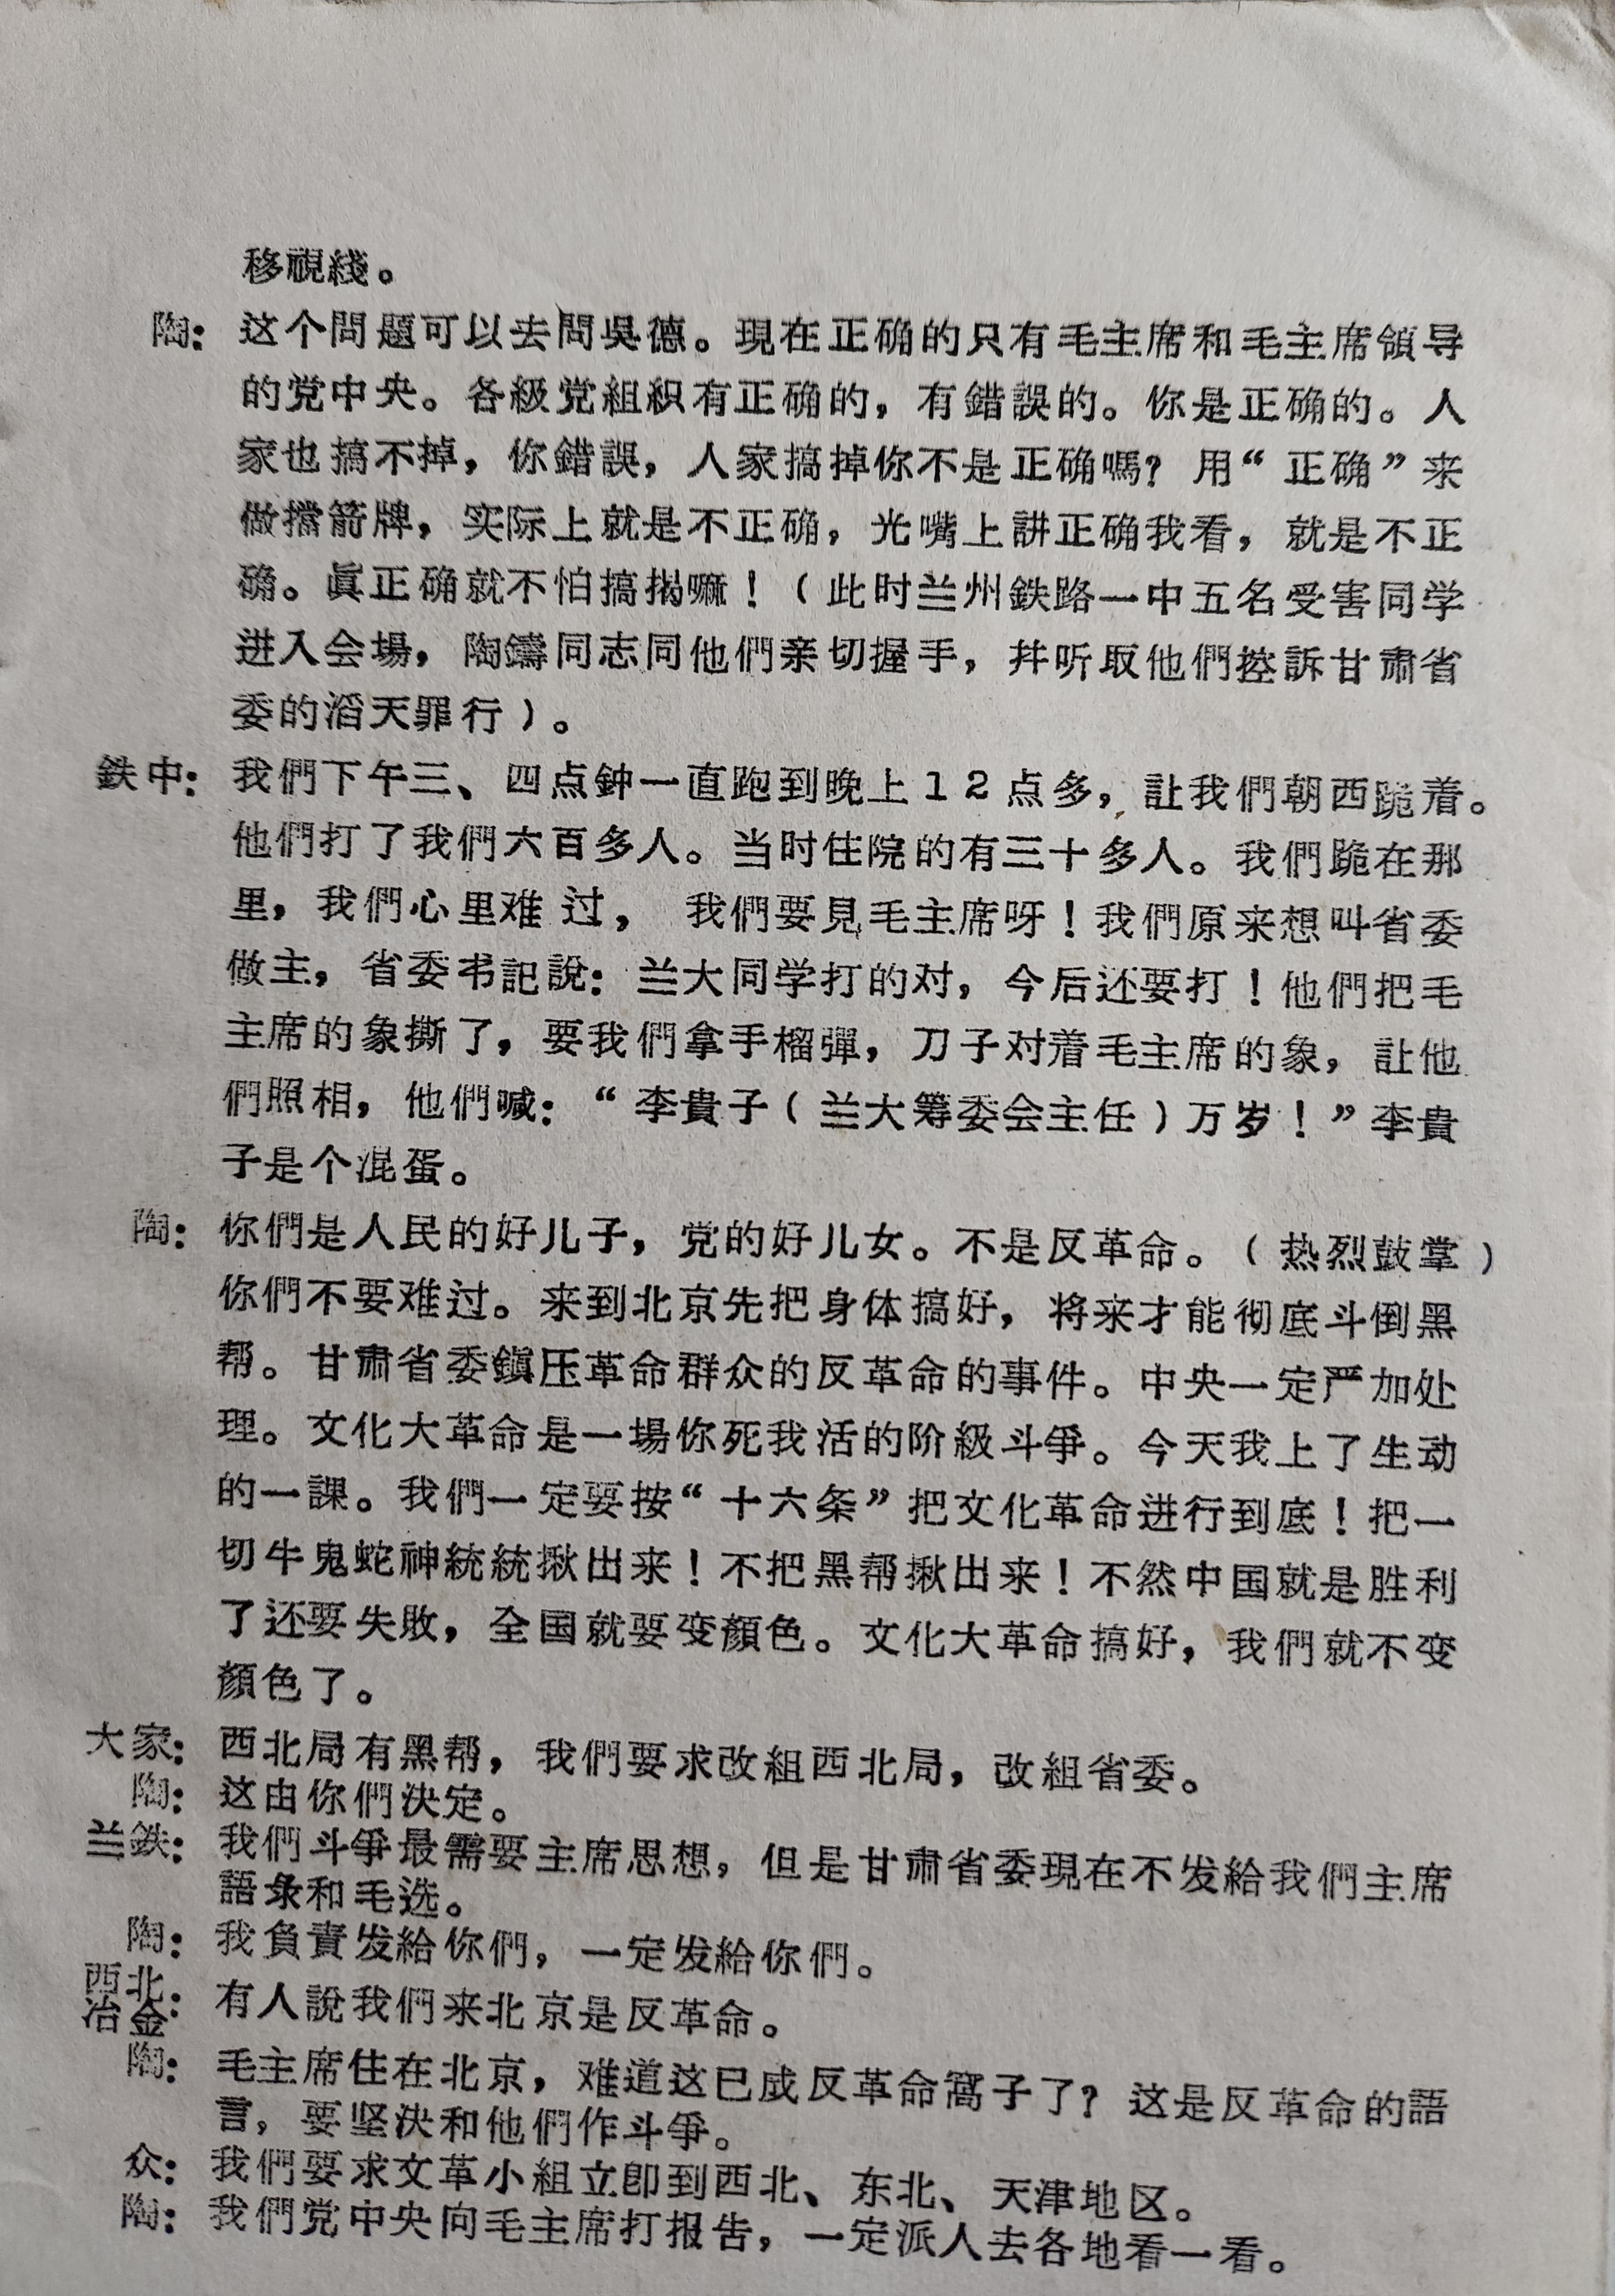 移視綫。
陶：这个問題可以去問吳德。現在正确的只有毛主席和毛主席領导
的党中央。各級党組織有正确的，有錯誤的。你是正确的。人
家也搞不掉，你錯誤，人家搞掉你不是正确嗎？用“正确”来
做擋箭牌，实际上就是不正确，光嘴上講正确我看，就是不正
确。眞正确就不怕搞揭嘛！（此时兰州鉄路一中五名受害同学
进入会場，陶鑄同志同他們亲切握手，幷听取他們控訴甘肃省
委的滔天罪行）。
鉄中：我們下午三、四点鈡一直跑到晚上12点多，讓我們朝西跪着。
他們打了我們六百多人。当时住院的有三十多人。我們跪在那
里，我們心里难过，我們要見毛主席呀！我們原来想叫省委
做主，省委书記說：兰大同学打的对，今后还要打！他們把毛
主席的象撕了，要我們拿手榴彈，刀子对着毛主席的象，讓他
們照相，他們喊：“李貴子（兰大筹委会主任）万岁！”李貴
子是个混蛋。
陶：你們是人民的好儿子，党的好儿女。不是反革命。（热烈鼓掌）
你們不要难过。来到北京先把身体搞好，将来才能彻底斗倒黑
帮。甘肃省委鎭压革命群众的反革命的事件。中央一定严加处
理。文化大革命是一場你死我活的阶級斗爭。今天我上了生动
的一課。我們一定要按“十六条”把文化革命进行到底！把一
切牛鬼蛇神統統揪出来！不把黑帮揪出来！不然中国就是胜利
了还要失敗，全国就要变顏色。文化大革命搞好，我們就不变
顏色了。
大家：西北局有黑帮，我們要求改組西北局，改組省委。
陶：这由你們决定。
兰鉄：我們斗爭最需要主席思想，但是甘肃省委現在不发給我們主席
語彔和毛选。
陶：我負責发給你們，一定发給你們。
西北冶金：有人說我們来北京是反革命。
陶：毛主席住在北京，难道这已成反革命窩子了？这是反革命的語
言，要坚决和他們作斗爭。
众：我們要求文革小組立卽到西北、东北、天津地区。
陶：我們党中央向毛主席打报告，一定派人去各地看一看。